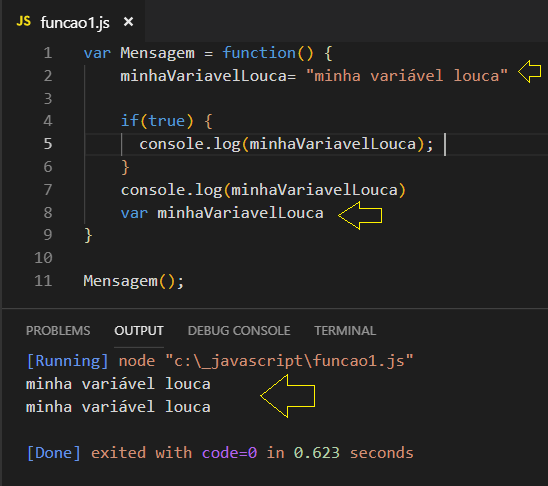 JS funcao1.js ×
1 var Mensagem = function() {
2 minhaVariavelLouca= "minha variável louca"
3
4 if(true) {
5 console.log(minhaVariavelLouca);
6 }
7 console.log(minhaVariavelLouca)
8 var minhaVariavelLouca
9 }
10
11 Mensagem();
PROBLEMS OUTPUT DEBUG CONSOLE TERMINAL
[Running] node "c:\_javascript\funcao1.js"
minha variável louca
minha variável louca
[Done] exited with code=0 in 0.623 seconds